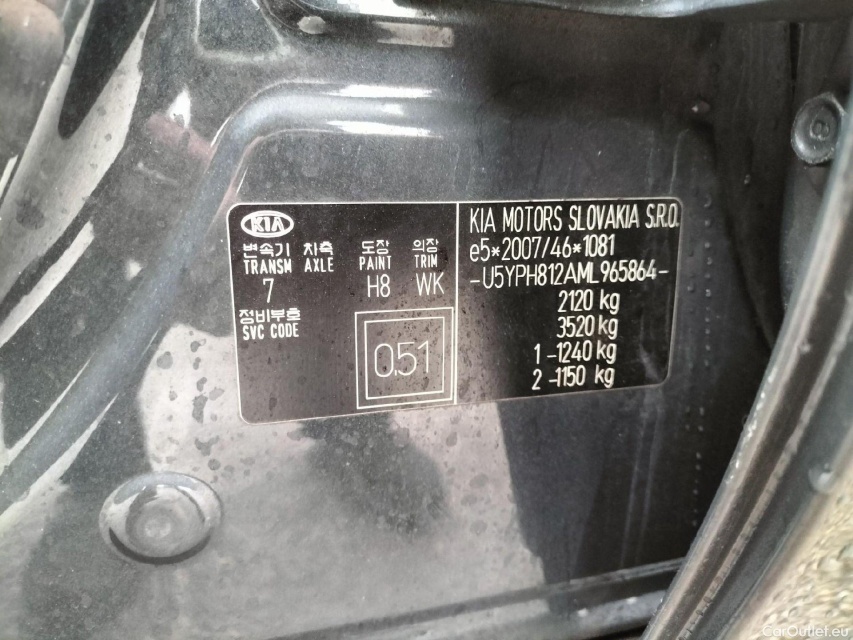 KIA
변속기 차축 도장 의장
TRANSM AXLE PAINT TRIM
7 H8 WK
정비부호
SVC CODE
0.51
KIA MOTORS SLOVAKIA S.R.O.
e5*2007/46*1081
-U5YPH812AML965864-
2120 kg
3520 kg
1 -1240 kg
2 -1150 kg
CarOutlet.eu